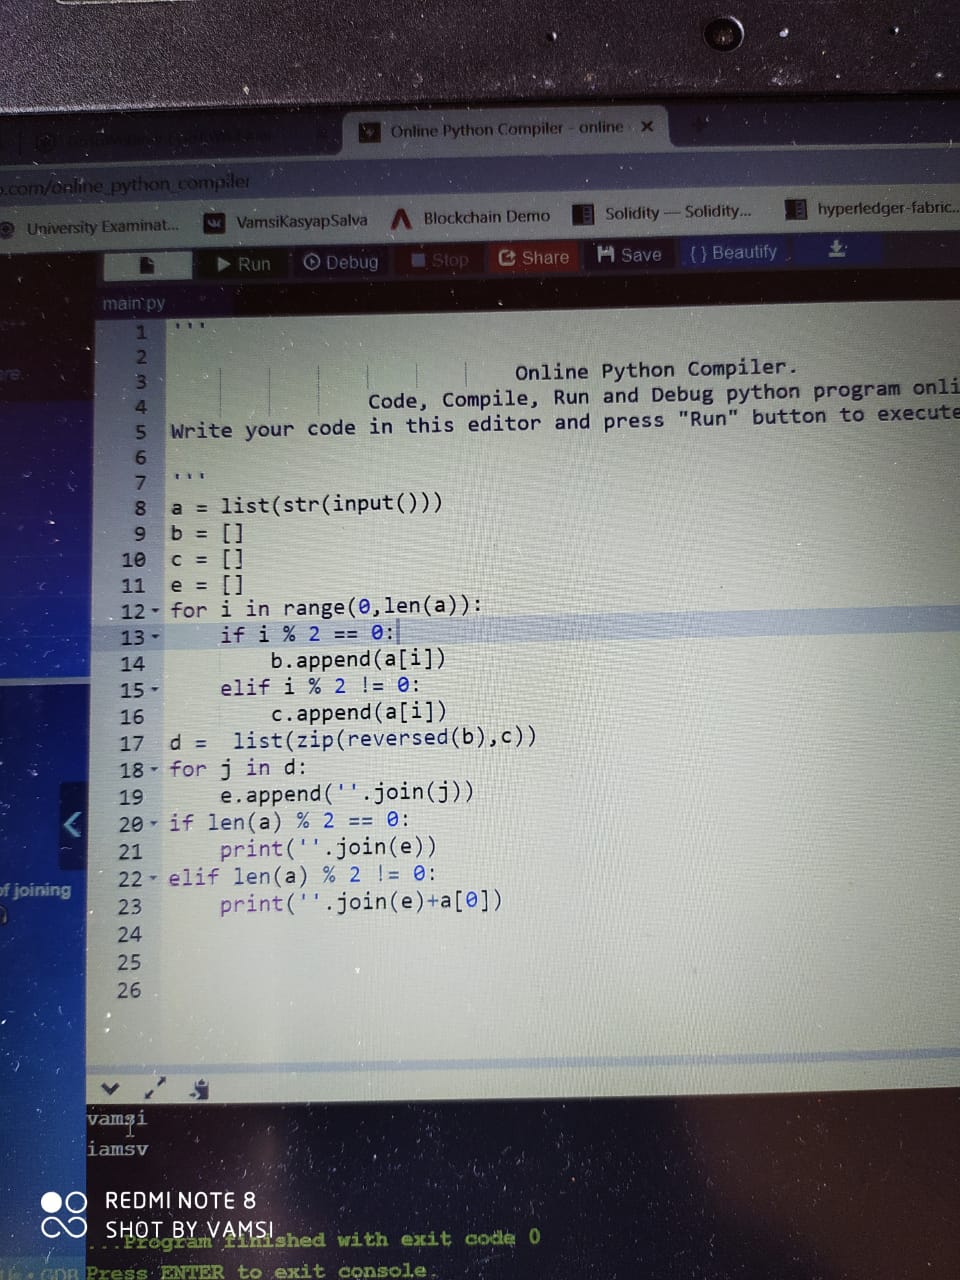 Online Python Compiler - online
.com/online_python_compiler
University Examinat...
VamsiKasyapSalva
Blockchain Demo
Solidity — Solidity...
hyperledger-fabric...
Run
Debug
Stop
Share
Save
{} Beautify
main.py
1 '''
2
3 Online Python Compiler.
4 Code, Compile, Run and Debug python program onli
5 Write your code in this editor and press "Run" button to execute
6
7 '''
8 a = list(str(input()))
9 b = []
10 c = []
11 e = []
12 for i in range(0,len(a)):
13 if i % 2 == 0:
14 b.append(a[i])
15 elif i % 2 != 0:
16 c.append(a[i])
17 d = list(zip(reversed(b),c))
18 for j in d:
19 e.append(''.join(j))
20 if len(a) % 2 == 0:
21 print(''.join(e))
22 elif len(a) % 2 != 0:
23 print(''.join(e)+a[0])
24
25
26
of joining
vamsi
iamsv
REDMI NOTE 8
SHOT BY VAMSI
...Program finished with exit code 0
Press ENTER to exit console.